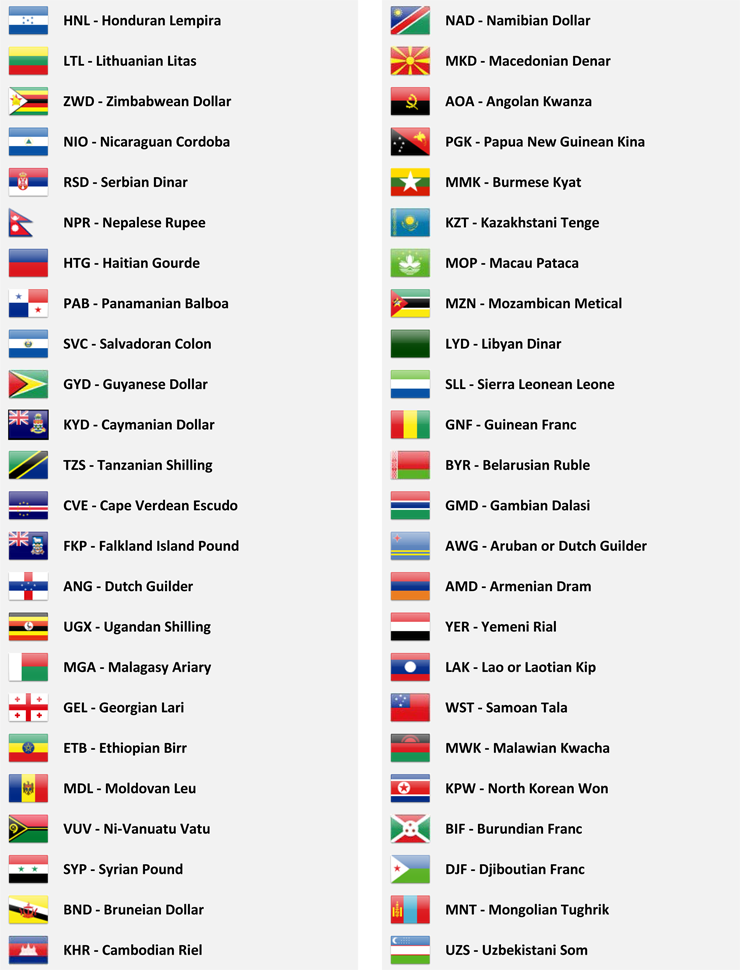 HNL - Honduran Lempira
LTL - Lithuanian Litas
ZWD - Zimbabwean Dollar
NIO - Nicaraguan Cordoba
RSD - Serbian Dinar
NPR - Nepalese Rupee
HTG - Haitian Gourde
PAB - Panamanian Balboa
SVC - Salvadoran Colon
GYD - Guyanese Dollar
KYD - Caymanian Dollar
TZS - Tanzanian Shilling
CVE - Cape Verdean Escudo
FKP - Falkland Island Pound
ANG - Dutch Guilder
UGX - Ugandan Shilling
MGA - Malagasy Ariary
GEL - Georgian Lari
ETB - Ethiopian Birr
MDL - Moldovan Leu
VUV - Ni-Vanuatu Vatu
SYP - Syrian Pound
BND - Bruneian Dollar
KHR - Cambodian Riel
NAD - Namibian Dollar
MKD - Macedonian Denar
AOA - Angolan Kwanza
PGK - Papua New Guinean Kina
MMK - Burmese Kyat
KZT - Kazakhstani Tenge
MOP - Macau Pataca
MZN - Mozambican Metical
LYD - Libyan Dinar
SLL - Sierra Leonean Leone
GNF - Guinean Franc
BYR - Belarusian Ruble
GMD - Gambian Dalasi
AWG - Aruban or Dutch Guilder
AMD - Armenian Dram
YER - Yemeni Rial
LAK - Lao or Laotian Kip
WST - Samoan Tala
MWK - Malawian Kwacha
KPW - North Korean Won
BIF - Burundian Franc
DJF - Djiboutian Franc
MNT - Mongolian Tughrik
UZS - Uzbekistani Som